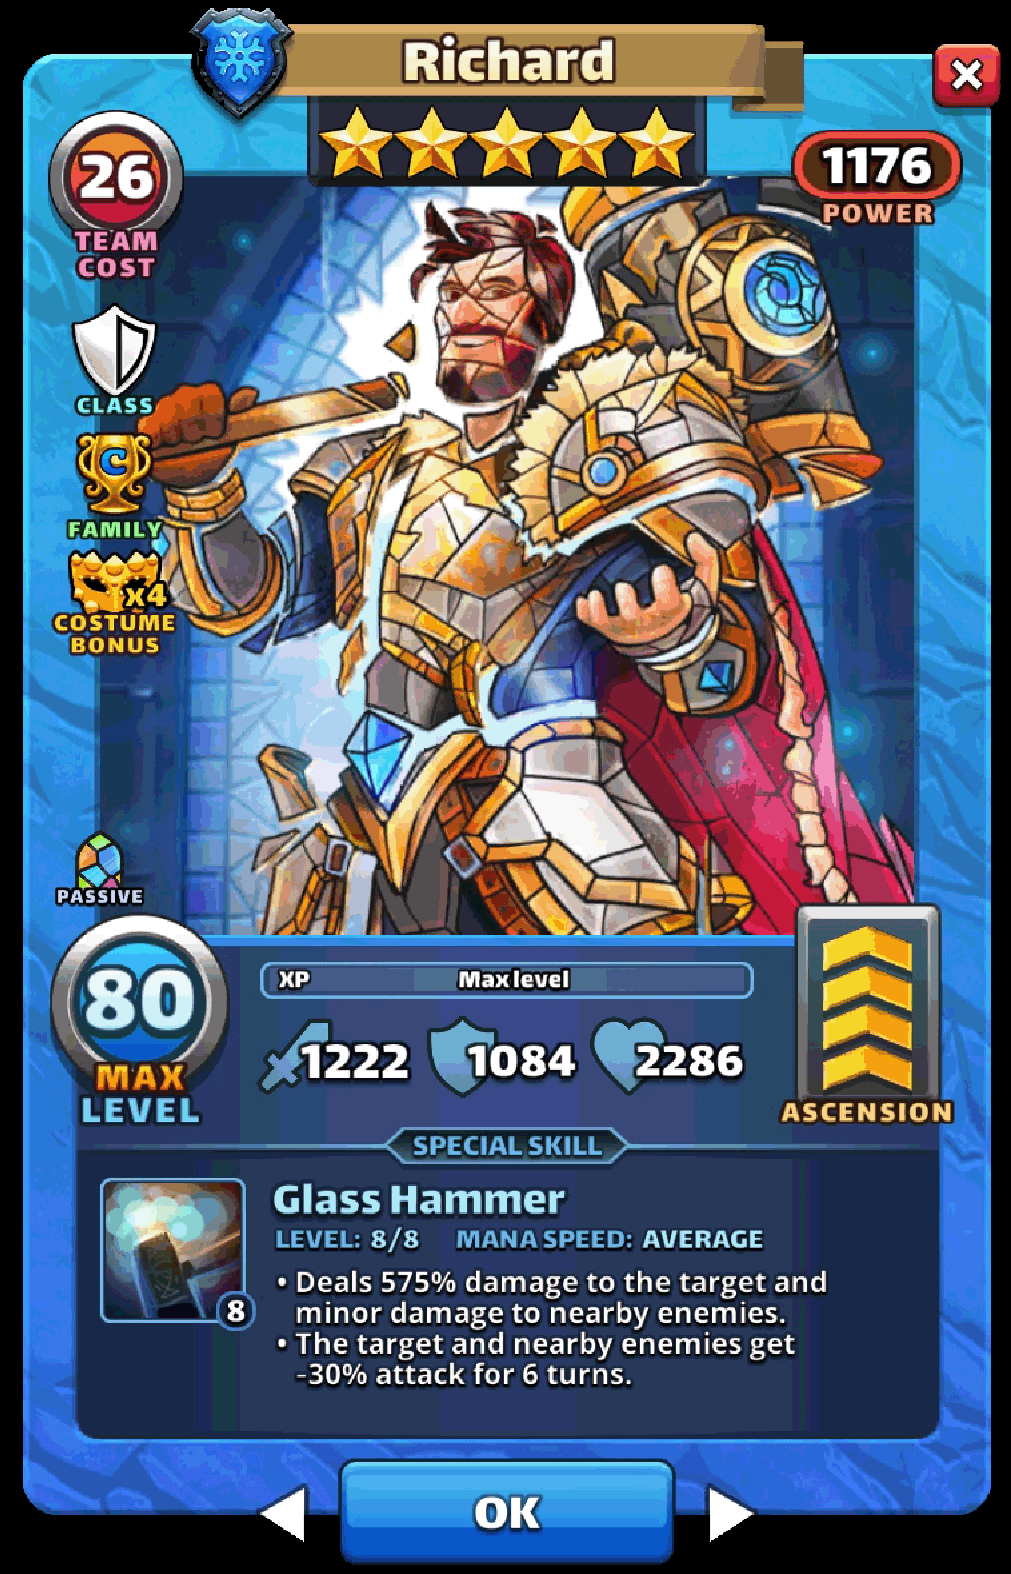 Richard
26
TEAM
COST
1176
POWER
CLASS
C
FAMILY
x4
COSTUME
BONUS
PASSIVE
80
MAX
LEVEL
XP Max level
1222 1084 2286
ASCENSION
SPECIAL SKILL
8
Glass Hammer
LEVEL: 8/8 MANA SPEED: AVERAGE
• Deals 575% damage to the target and
minor damage to nearby enemies.
• The target and nearby enemies get
-30% attack for 6 turns.
OK